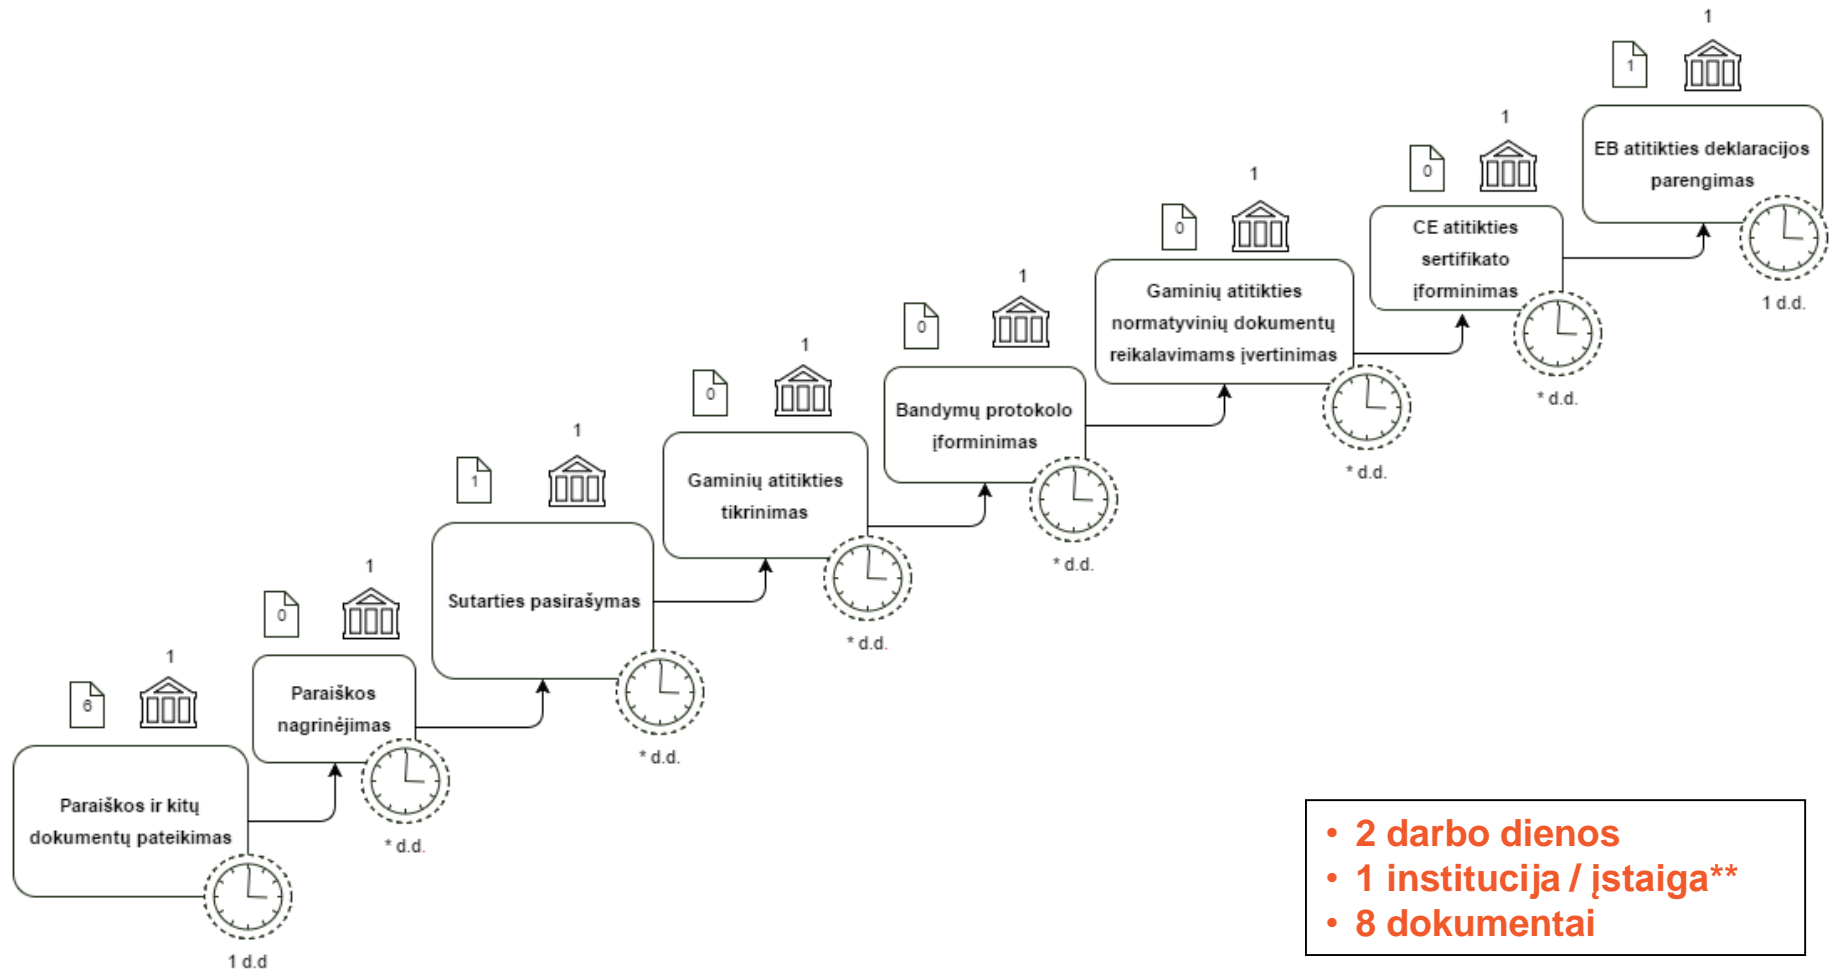 1
1
EB atitikties deklaracijos
parengimas
1 d.d.
1
0
CE atitikties
sertifikato
įforminimas
* d.d.
1
0
Gaminių atitikties
normatyvinių dokumentų
reikalavimams įvertinimas
* d.d.
1
0
Bandymų protokolo
įforminimas
* d.d.
1
0
Gaminių atitikties
tikrinimas
* d.d.
1
1
Sutarties pasirašymas
* d.d.
1
0
Paraiškos
nagrinėjimas
* d.d.
1
6
Paraiškos ir kitų
dokumentų pateikimas
1 d.d
• 2 darbo dienos
• 1 institucija / įstaiga**
• 8 dokumentai